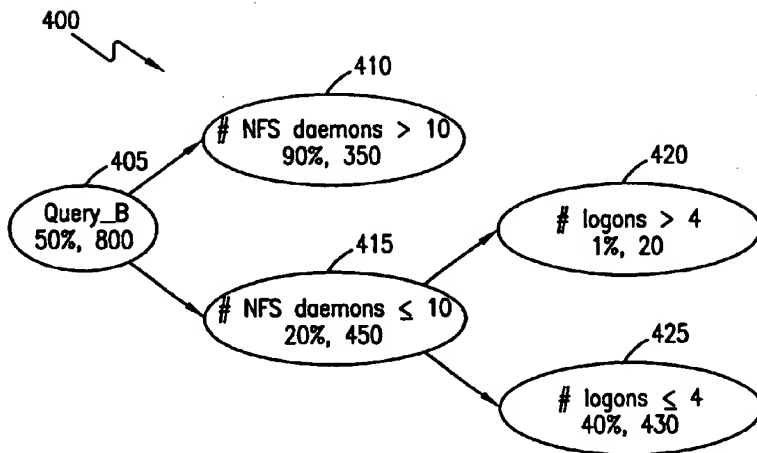 400
410
# NFS daemons > 10
90%, 350
405
Query_B
50%, 800
420
# logons > 4
1%, 20
415
# NFS daemons ≤ 10
20%, 450
425
# logons ≤ 4
40%, 430